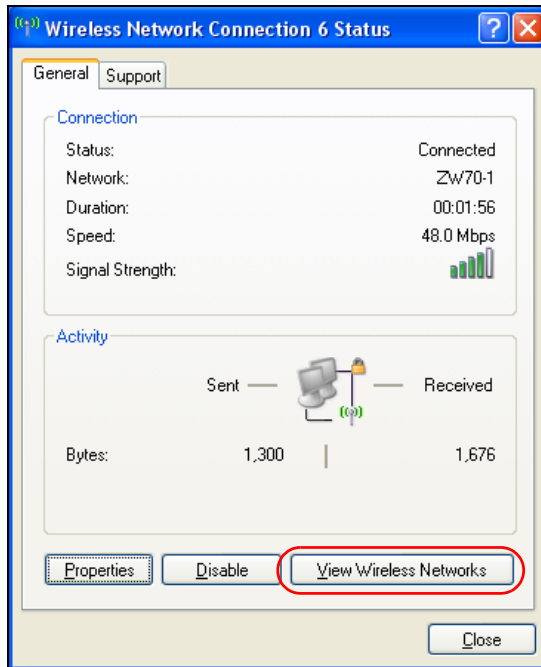 Wireless Network Connection 6 Status
General Support
Connection
Status: Connected
Network: ZW70-1
Duration: 00:01:56
Speed: 48.0 Mbps
Signal Strength:
Activity
Sent — — Received
Bytes: 1,300 | 1,676
Properties Disable View Wireless Networks
Close